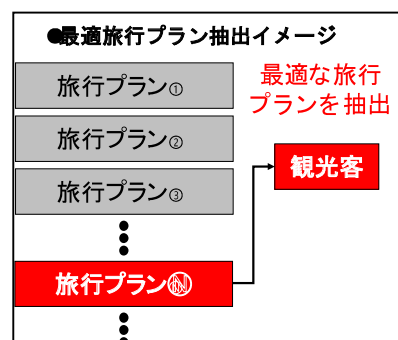 ●最適旅行プラン抽出イメージ
旅行プラン①
最適な旅行
プランを抽出
旅行プラン②
観光客
旅行プラン③
旅行プランⓃ